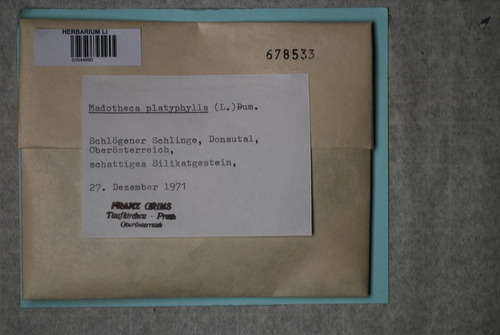 HERBARIUM LI
01644690
678533
Madotheca platyphylla (L.)Dum.
Schlögener Schlinge, Donautal,
Oberösterreich,
schattiges Silikatgestein,
27. Dezember 1971
FRANZ GRIMS
Taufkirchen - Pram
Oberösterreich